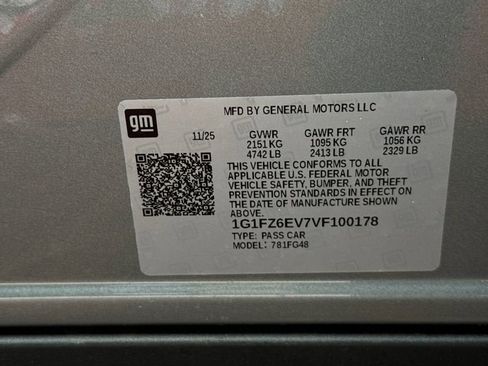 gm
MFD BY GENERAL MOTORS LLC
11/25 GVWR GAWR FRT GAWR RR
2151 KG 1095 KG 1056 KG
4742 LB 2413 LB 2329 LB
THIS VEHICLE CONFORMS TO ALL
APPLICABLE U.S. FEDERAL MOTOR
VEHICLE SAFETY, BUMPER, AND THEFT
PREVENTION STANDARDS IN EFFECT ON
THE DATE OF MANUFACTURE SHOWN
ABOVE.
1G1FZ6EV7VF100178
TYPE: PASS CAR
MODEL: 781FG48